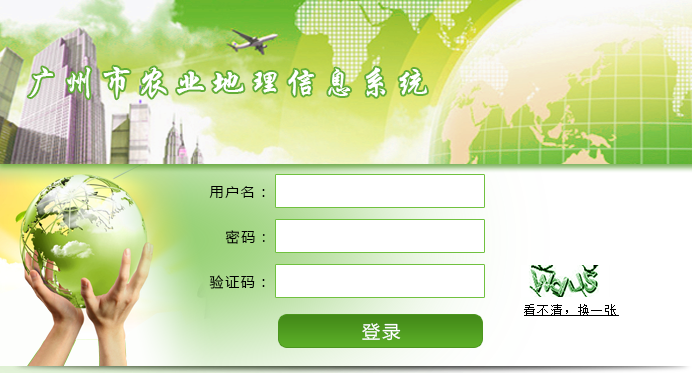 广州市农业地理信息系统
用户名：
密码：
验证码：
看不清，换一张
登录